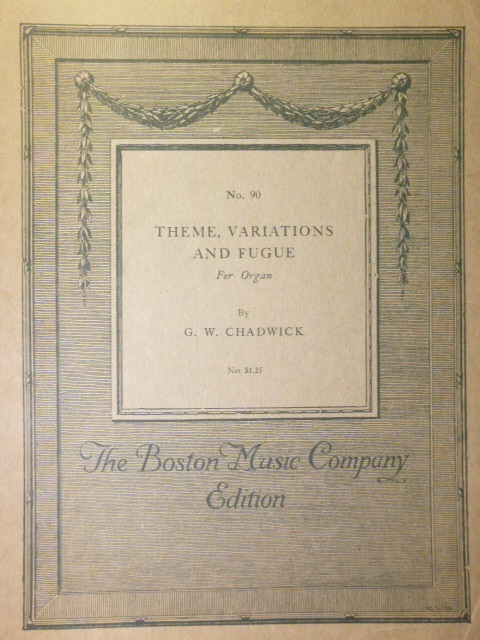 No. 90
THEME, VARIATIONS
AND FUGUE
For Organ
By
G. W. CHADWICK
Net $1.25
The Boston Music Company
Edition